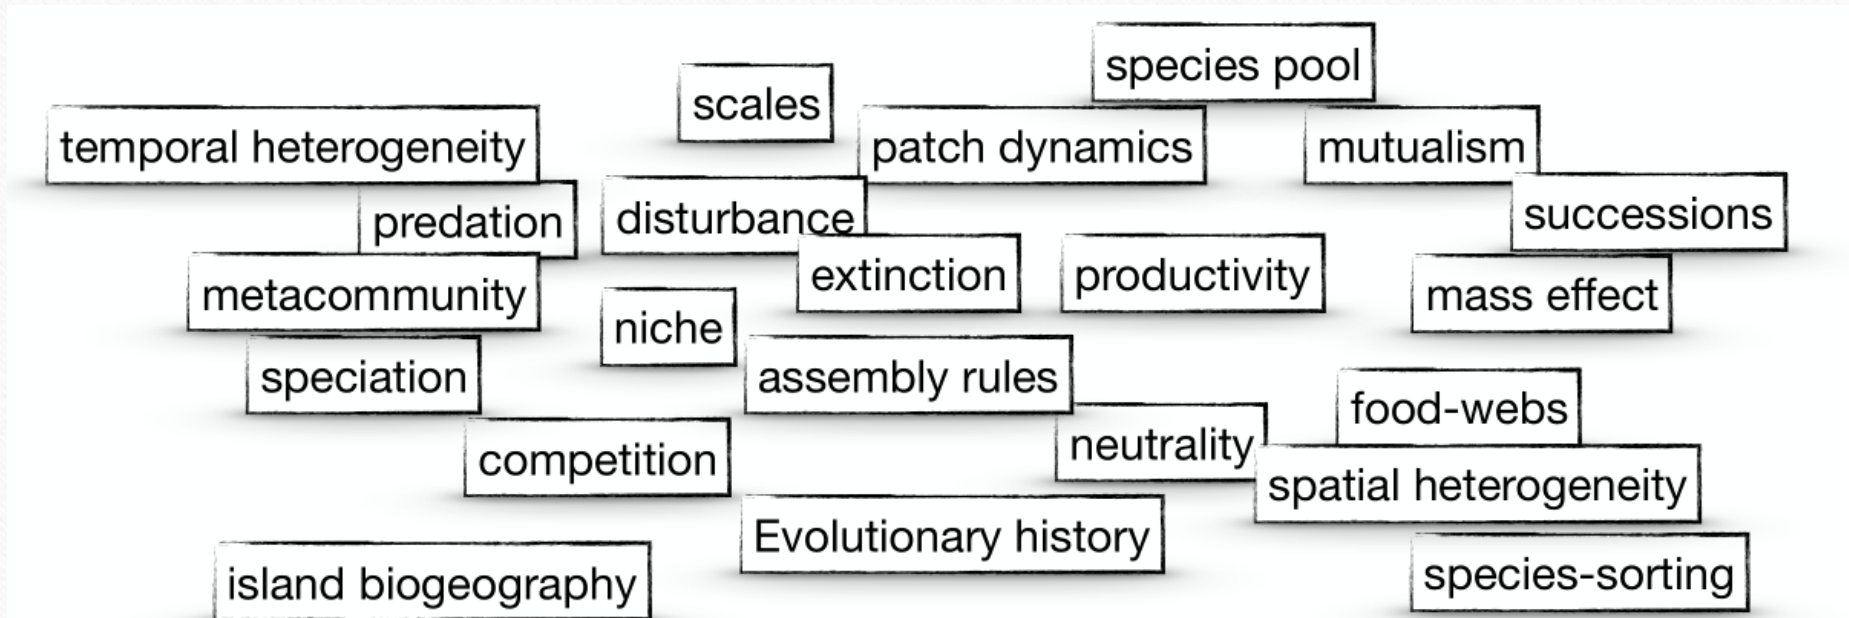 species pool
scales
temporal heterogeneity
patch dynamics
mutualism
predation
disturbance
successions
metacommunity
extinction
productivity
mass effect
niche
speciation
assembly rules
food-webs
competition
neutrality
spatial heterogeneity
Evolutionary history
island biogeography
species-sorting